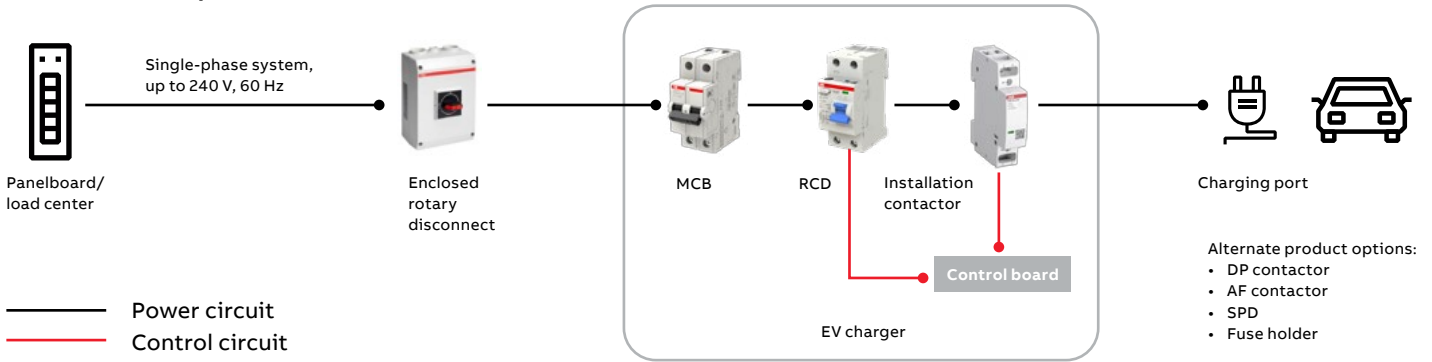 Single-phase system,
up to 240 V, 60 Hz
Panelboard/
load center
Enclosed
rotary
disconnect
MCB
RCD
Installation
contactor
Charging port
Control board
EV charger
Alternate product options:
• DP contactor
• AF contactor
• SPD
• Fuse holder
Power circuit
Control circuit